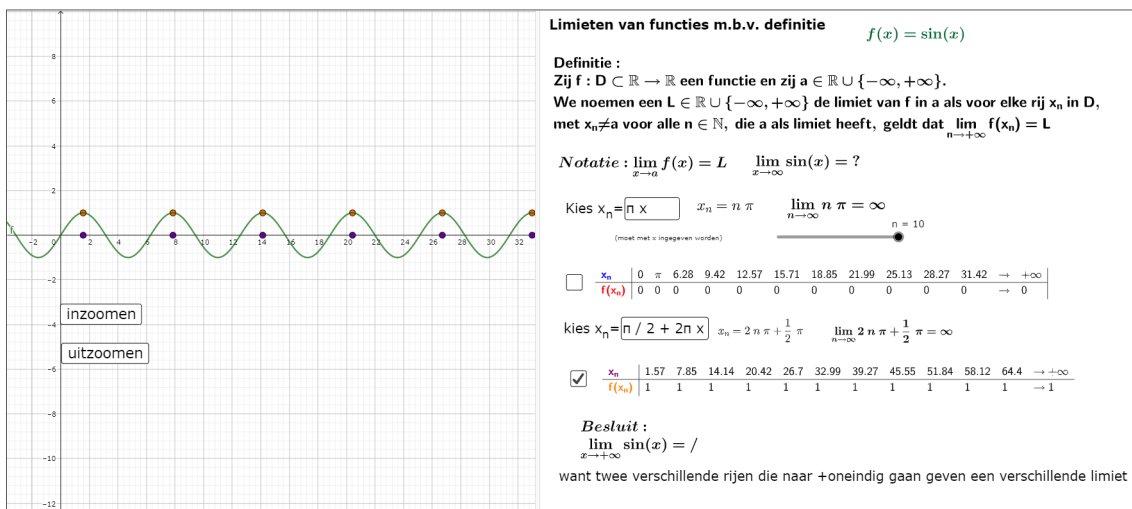 Limieten van functies m.b.v. definitie
f(x) = sin(x)
Definitie :
Zij f : D ⊂ ℝ → ℝ een functie en zij a ∈ ℝ ∪ {−∞, +∞}.
We noemen een L ∈ ℝ ∪ {−∞, +∞} de limiet van f in a als voor elke rij xₙ in D,
met xₙ≠a voor alle n ∈ ℕ, die a als limiet heeft, geldt dat lim n→+∞ f(xₙ) = L
Notatie : lim x→a f(x) = L lim x→∞ sin(x) = ?
Kies xₙ= π x xₙ = n π lim n→∞ n π = ∞
n = 10
(moet met x ingegeven worden)
xₙ 0 π 6.28 9.42 12.57 15.71 18.85 21.99 25.13 28.27 31.42 → +∞
f(xₙ) 0 0 0 0 0 0 0 0 0 0 0 → 0
kies xₙ= π / 2 + 2π x xₙ = 2 n π + 1/2 π lim n→∞ 2 n π + 1/2 π = ∞
xₙ 1.57 7.85 14.14 20.42 26.7 32.99 39.27 45.55 51.84 58.12 64.4 → +∞
f(xₙ) 1 1 1 1 1 1 1 1 1 1 1 → 1
Besluit :
lim x→+∞ sin(x) = /
want twee verschillende rijen die naar +oneindig gaan geven een verschillende limiet
8
6
4
2
f
−2 0 2 4 6 8 10 12 14 16 18 20 22 24 26 28 30 32
−2
−4
−6
−8
−10
−12
inzoomen
uitzoomen